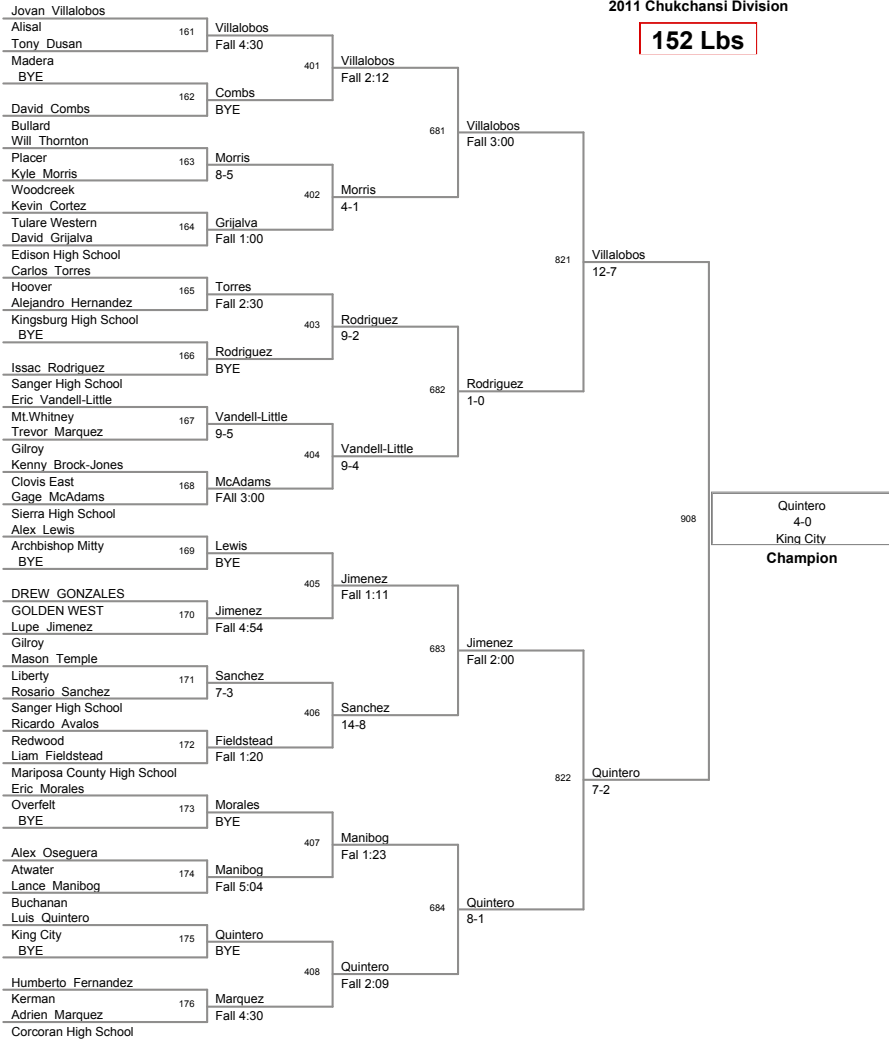 2011 Chukchansi Division
152 Lbs
Jovan Villalobos
Alisal
161
Tony Dusan
Madera
BYE
162
David Combs
Bullard
Will Thornton
Placer
163
Kyle Morris
Woodcreek
Kevin Cortez
Tulare Western
164
David Grijalva
Edison High School
Carlos Torres
Hoover
165
Alejandro Hernandez
Kingsburg High School
BYE
166
Issac Rodriguez
Sanger High School
Eric Vandell-Little
Mt.Whitney
167
Trevor Marquez
Gilroy
Kenny Brock-Jones
Clovis East
168
Gage McAdams
Sierra High School
Alex Lewis
Archbishop Mitty
169
BYE
DREW GONZALES
GOLDEN WEST
170
Lupe Jimenez
Gilroy
Mason Temple
Liberty
171
Rosario Sanchez
Sanger High School
Ricardo Avalos
Redwood
172
Liam Fieldstead
Mariposa County High School
Eric Morales
Overfelt
173
BYE
Alex Oseguera
Atwater
174
Lance Manibog
Buchanan
Luis Quintero
King City
175
BYE
Humberto Fernandez
Kerman
176
Adrien Marquez
Corcoran High School
Villalobos
Fall 4:30
401
Combs
BYE
Morris
8-5
402
Grijalva
Fall 1:00
Torres
Fall 2:30
403
Rodriguez
BYE
Vandell-Little
9-5
404
McAdams
FAll 3:00
Lewis
BYE
405
Jimenez
Fall 4:54
Sanchez
7-3
406
Fieldstead
Fall 1:20
Morales
BYE
407
Manibog
Fall 5:04
Quintero
BYE
408
Marquez
Fall 4:30
Villalobos
Fall 2:12
681
Morris
4-1
Rodriguez
9-2
682
Vandell-Little
9-4
Jimenez
Fall 1:11
683
Sanchez
14-8
Manibog
Fal 1:23
684
Quintero
Fall 2:09
Villalobos
Fall 3:00
821
Rodriguez
1-0
Jimenez
Fall 2:00
822
Quintero
8-1
Villalobos
12-7
908
Quintero
7-2
Quintero
4-0
King City
Champion